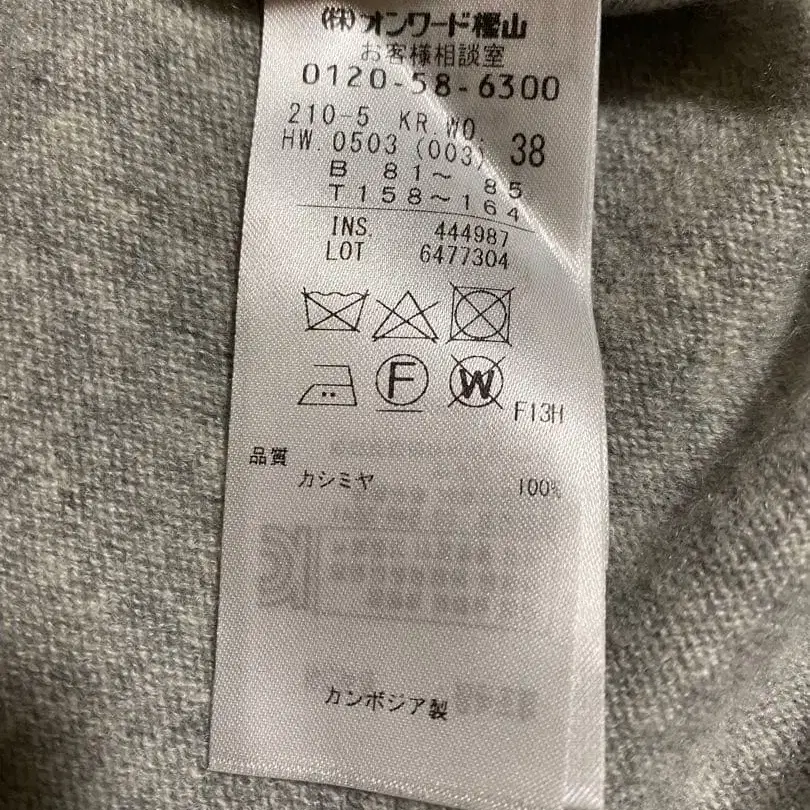 (株)オンワード樫山
お客様相談室
0120-58-6300
210-5 KR.WO. 38
HW.0503 (003)
B 81～ 85
T158～164
INS. 444987
LOT 6477304
F
W
F13H
品質
カシミヤ 100%
カンボジア製